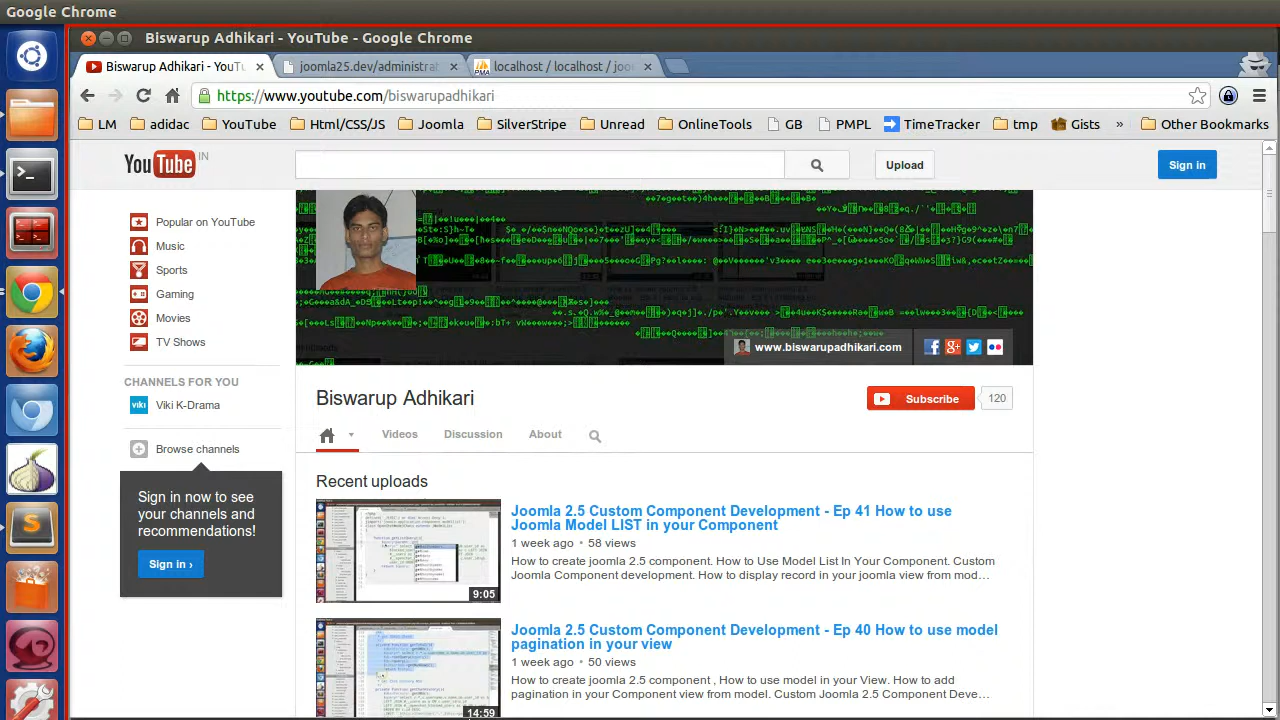 Google Chrome
Biswarup Adhikari - YouTube - Google Chrome
Biswarup Adhikari - YouTu
joomla25.dev/administrat
localhost / localhost / joo
https://www.youtube.com/biswarupadhikari
LM adidac YouTube Html/CSS/JS Joomla SilverStripe Unread OnlineTools GB PMPL TimeTracker tmp Gists » Other Bookmarks
YouTube IN
Upload
Sign in
Popular on YouTube
Music
Sports
Gaming
Movies
TV Shows
CHANNELS FOR YOU
viki Viki K-Drama
Browse channels
Sign in now to see
your channels and
recommendations!
Sign in ›
www.biswarupadhikari.com
Biswarup Adhikari
Subscribe 120
Videos Discussion About
Recent uploads
Joomla 2.5 Custom Component Development - Ep 41 How to use
Joomla Model LIST in your Component
1 week ago • 58 views
How to create joomla 2.5 component. How to Use Model List in your Component. Custom
Joomla Component development. How to display record in your joomla view from mod…
9:05
Joomla 2.5 Custom Component Development - Ep 40 How to use model
pagination in your view
1 week ago • 50 views
How to create joomla 2.5 component , How to use model in your View. How to add
Pagination in your Component View from model. Custom Joomla 2.5 Component Deve…
14:59